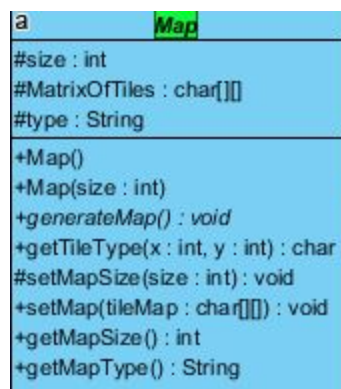 a
Map
#size : int
#MatrixOfTiles : char[][]
#type : String
+Map()
+Map(size : int)
+generateMap() : void
+getTileType(x : int, y : int) : char
#setMapSize(size : int) : void
+setMap(tileMap : char[][]) : void
+getMapSize() : int
+getMapType() : String